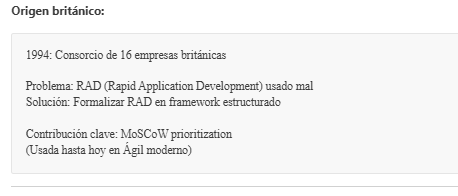 Origen británico:
1994: Consorcio de 16 empresas británicas
Problema: RAD (Rapid Application Development) usado mal
Solución: Formalizar RAD en framework estructurado
Contribución clave: MoSCoW prioritization
(Usada hasta hoy en Ágil moderno)